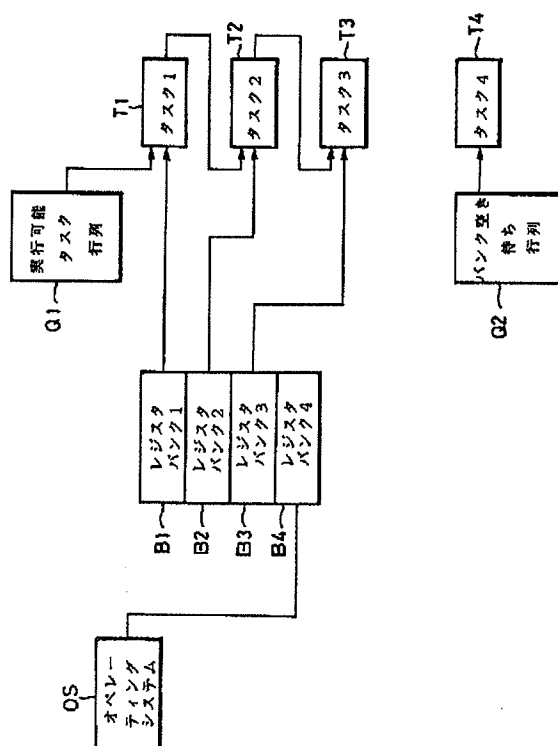 OS
オペレー
ティング
システム
B1
レジスタ
バンク1
B2
レジスタ
バンク2
B3
レジスタ
バンク3
B4
レジスタ
バンク4
Q1
実行可能
タスク
行列
Q2
バンク空き
待ち
行列
T1
タスク1
T2
タスク2
T3
タスク3
T4
タスク4